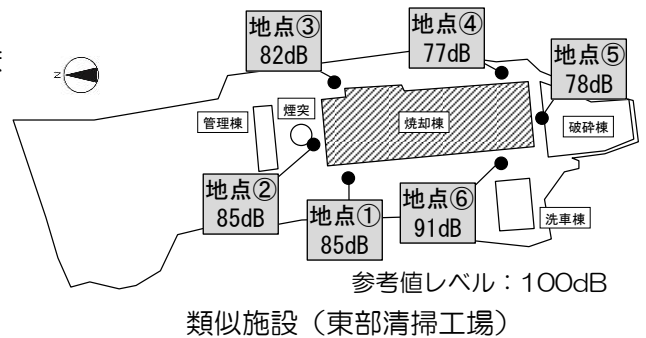 地点③
82dB
地点④
77dB
地点⑤
78dB
N
管理棟
煙突
焼却棟
破砕棟
地点②
85dB
地点①
85dB
地点⑥
91dB
洗車棟
参考値レベル：100dB
類似施設（東部清掃工場）